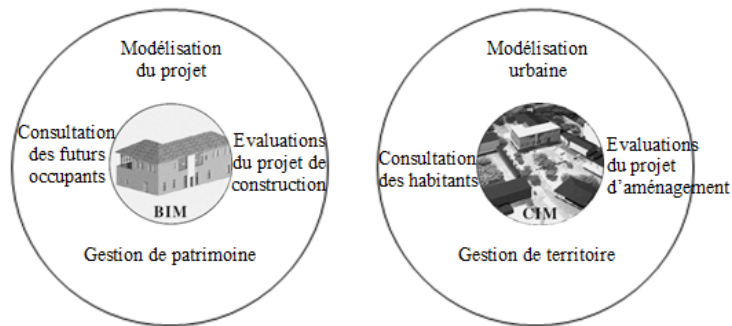 Modélisation
du projet
Consultation
des futurs
occupants
Evaluations
du projet de
construction
BIM
Gestion de patrimoine
Modélisation
urbaine
Consultation
des habitants
Evaluations
du projet
d’aménagement
CIM
Gestion de territoire